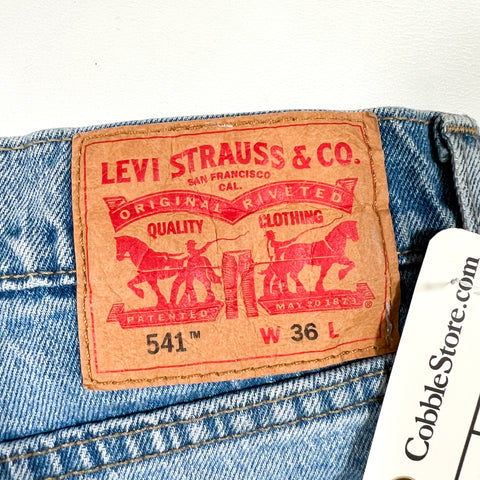 LEVI STRAUSS & CO.
SAN FRANCISCO
CAL.
ORIGINAL RIVETED
QUALITY CLOTHING
PATENTED MAY 20 1873
541™ W 36 L
CobbleStore.com